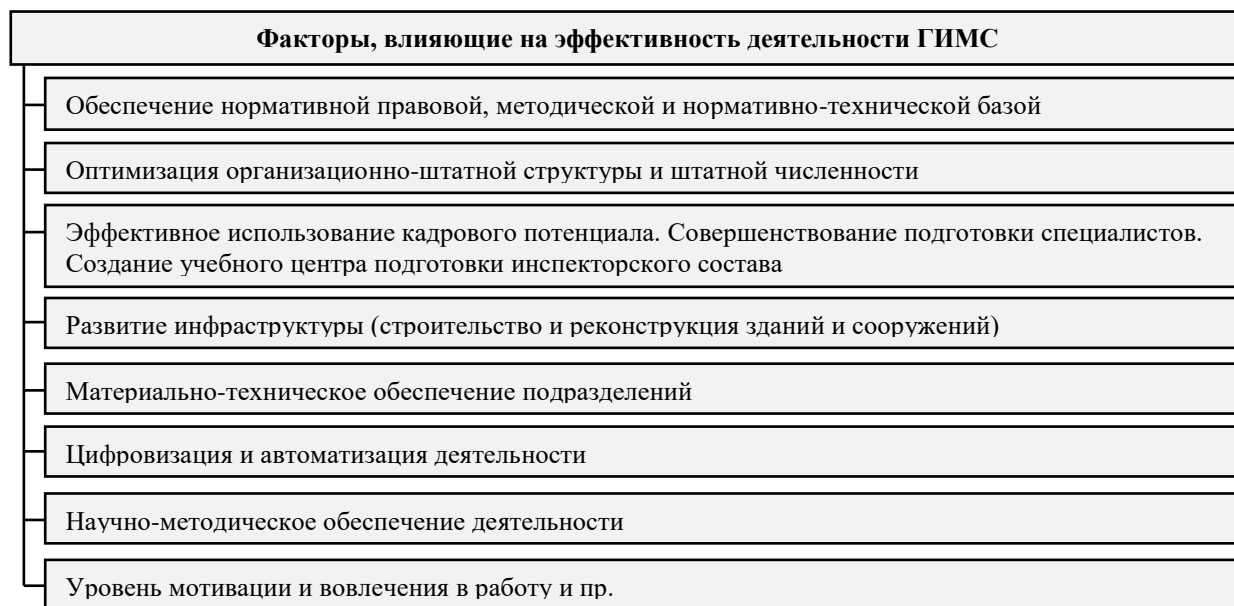 Факторы, влияющие на эффективность деятельности ГИМС
Обеспечение нормативной правовой, методической и нормативно-технической базой
Оптимизация организационно-штатной структуры и штатной численности
Эффективное использование кадрового потенциала. Совершенствование подготовки специалистов.
Создание учебного центра подготовки инспекторского состава
Развитие инфраструктуры (строительство и реконструкция зданий и сооружений)
Материально-техническое обеспечение подразделений
Цифровизация и автоматизация деятельности
Научно-методическое обеспечение деятельности
Уровень мотивации и вовлечения в работу и пр.